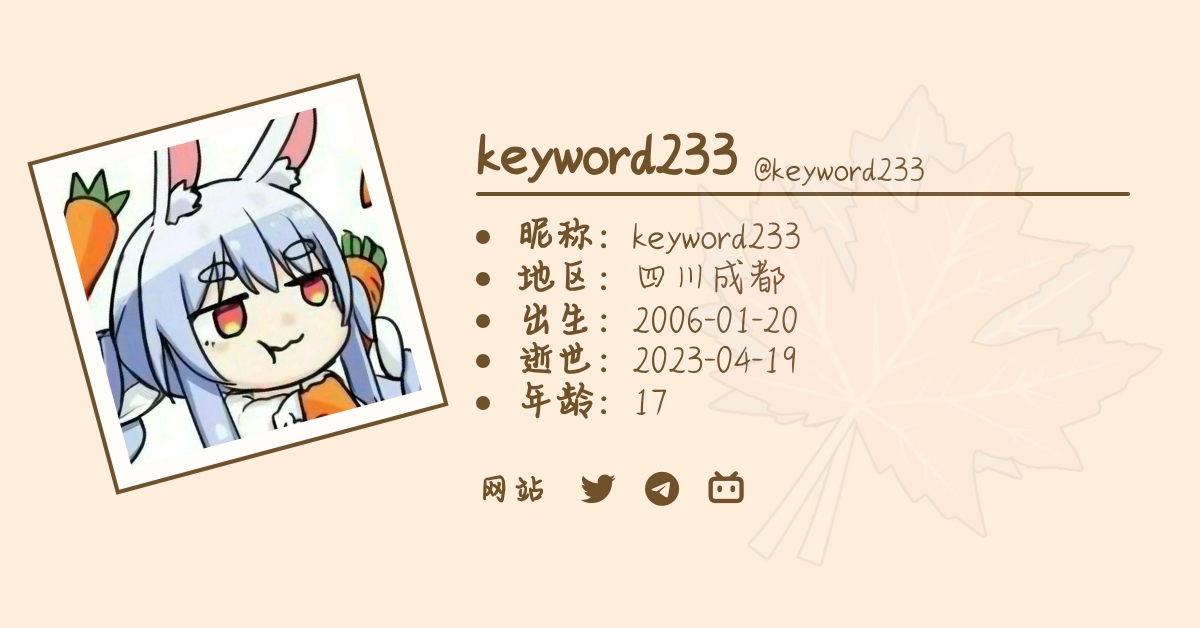 keyword233 @keyword233
昵称： keyword233
地区： 四川成都
出生： 2006-01-20
逝世： 2023-04-19
年龄： 17
网站